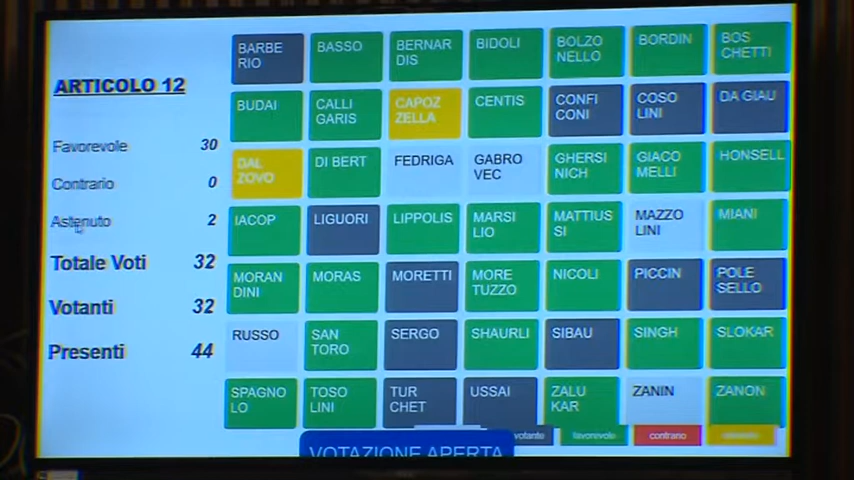 ARTICOLO 12
Favorevole 30
Contrario 0
Astenuto 2
Totale Voti 32
Votanti 32
Presenti 44
BARBE
RIO
BASSO
BERNAR
DIS
BIDOLI
BOLZO
NELLO
BORDIN
BOS
CHETTI
BUDAI
CALLI
GARIS
CAPOZ
ZELLA
CENTIS
CONFI
CONI
COSO
LINI
DA GIAU
DAL
ZOVO
DI BERT
FEDRIGA
GABRO
VEC
GHERSI
NICH
GIACO
MELLI
HONSELL
IACOP
LIGUORI
LIPPOLIS
MARSI
LIO
MATTIUS
SI
MAZZO
LINI
MIANI
MORAN
DINI
MORAS
MORETTI
MORE
TUZZO
NICOLI
PICCIN
POLE
SELLO
RUSSO
SAN
TORO
SERGO
SHAURLI
SIBAU
SINGH
SLOKAR
SPAGNO
LO
TOSO
LINI
TUR
CHET
USSAI
ZALU
KAR
ZANIN
ZANON
VOTAZIONE APERTA
votante
favorevole
contrario